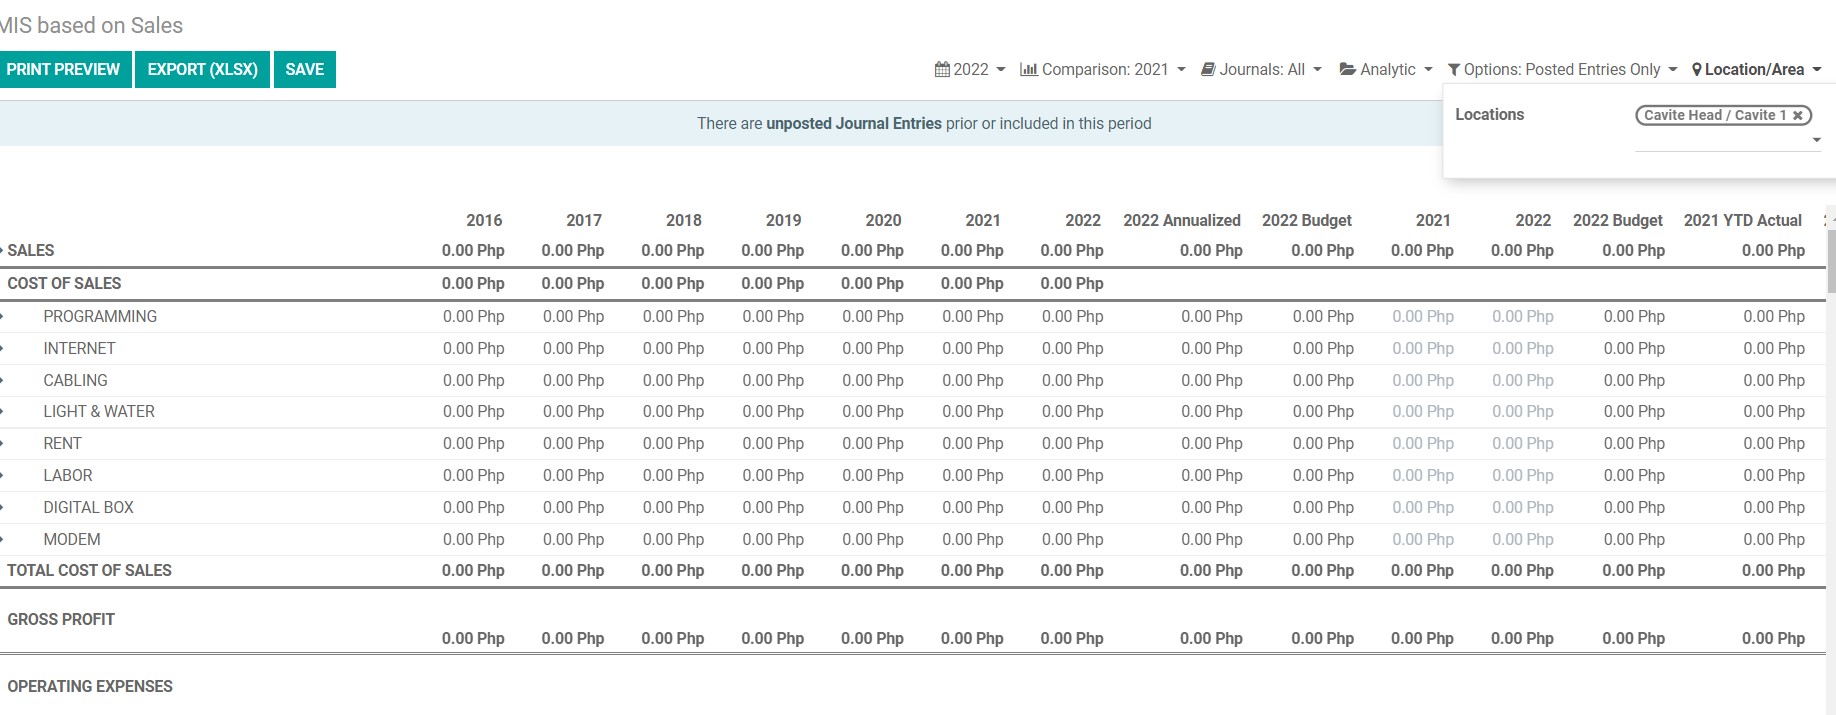 MIS based on Sales
PRINT PREVIEW EXPORT (XLSX) SAVE 2022 Comparison: 2021 Journals: All Analytic Options: Posted Entries Only Location/Area
Locations Cavite Head / Cavite 1 ✖
There are unposted Journal Entries prior or included in this period
2016 2017 2018 2019 2020 2021 2022 2022 Annualized 2022 Budget 2021 2022 2022 Budget 2021 YTD Actual
SALES 0.00 Php 0.00 Php 0.00 Php 0.00 Php 0.00 Php 0.00 Php 0.00 Php 0.00 Php 0.00 Php 0.00 Php 0.00 Php 0.00 Php 0.00 Php
COST OF SALES 0.00 Php 0.00 Php 0.00 Php 0.00 Php 0.00 Php 0.00 Php 0.00 Php
PROGRAMMING 0.00 Php 0.00 Php 0.00 Php 0.00 Php 0.00 Php 0.00 Php 0.00 Php 0.00 Php 0.00 Php 0.00 Php 0.00 Php 0.00 Php 0.00 Php
INTERNET 0.00 Php 0.00 Php 0.00 Php 0.00 Php 0.00 Php 0.00 Php 0.00 Php 0.00 Php 0.00 Php 0.00 Php 0.00 Php 0.00 Php 0.00 Php
CABLING 0.00 Php 0.00 Php 0.00 Php 0.00 Php 0.00 Php 0.00 Php 0.00 Php 0.00 Php 0.00 Php 0.00 Php 0.00 Php 0.00 Php 0.00 Php
LIGHT & WATER 0.00 Php 0.00 Php 0.00 Php 0.00 Php 0.00 Php 0.00 Php 0.00 Php 0.00 Php 0.00 Php 0.00 Php 0.00 Php 0.00 Php 0.00 Php
RENT 0.00 Php 0.00 Php 0.00 Php 0.00 Php 0.00 Php 0.00 Php 0.00 Php 0.00 Php 0.00 Php 0.00 Php 0.00 Php 0.00 Php 0.00 Php
LABOR 0.00 Php 0.00 Php 0.00 Php 0.00 Php 0.00 Php 0.00 Php 0.00 Php 0.00 Php 0.00 Php 0.00 Php 0.00 Php 0.00 Php 0.00 Php
DIGITAL BOX 0.00 Php 0.00 Php 0.00 Php 0.00 Php 0.00 Php 0.00 Php 0.00 Php 0.00 Php 0.00 Php 0.00 Php 0.00 Php 0.00 Php 0.00 Php
MODEM 0.00 Php 0.00 Php 0.00 Php 0.00 Php 0.00 Php 0.00 Php 0.00 Php 0.00 Php 0.00 Php 0.00 Php 0.00 Php 0.00 Php 0.00 Php
TOTAL COST OF SALES 0.00 Php 0.00 Php 0.00 Php 0.00 Php 0.00 Php 0.00 Php 0.00 Php 0.00 Php 0.00 Php 0.00 Php 0.00 Php 0.00 Php 0.00 Php
GROSS PROFIT
0.00 Php 0.00 Php 0.00 Php 0.00 Php 0.00 Php 0.00 Php 0.00 Php 0.00 Php 0.00 Php 0.00 Php 0.00 Php 0.00 Php 0.00 Php
OPERATING EXPENSES